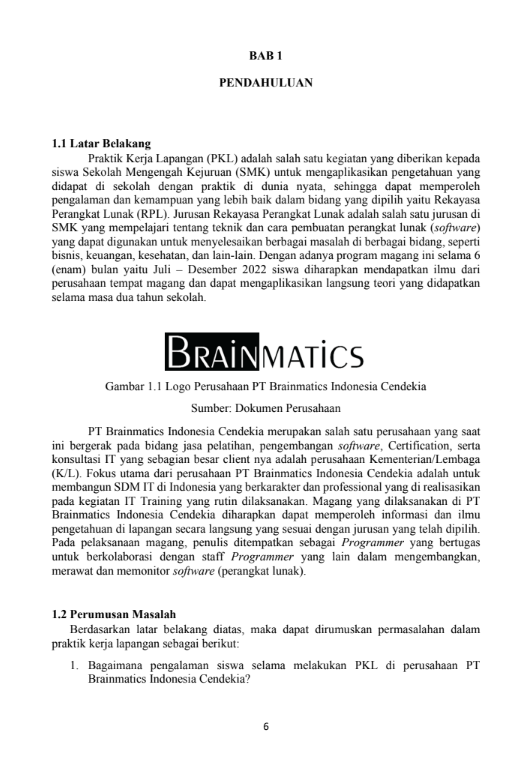 BAB 1
PENDAHULUAN
1.1 Latar Belakang
Praktik Kerja Lapangan (PKL) adalah salah satu kegiatan yang diberikan kepada
siswa Sekolah Mengengah Kejuruan (SMK) untuk mengaplikasikan pengetahuan yang
didapat di sekolah dengan praktik di dunia nyata, sehingga dapat memperoleh
pengalaman dan kemampuan yang lebih baik dalam bidang yang dipilih yaitu Rekayasa
Perangkat Lunak (RPL). Jurusan Rekayasa Perangkat Lunak adalah salah satu jurusan di
SMK yang mempelajari tentang teknik dan cara pembuatan perangkat lunak (software)
yang dapat digunakan untuk menyelesaikan berbagai masalah di berbagai bidang, seperti
bisnis, keuangan, kesehatan, dan lain-lain. Dengan adanya program magang ini selama 6
(enam) bulan yaitu Juli – Desember 2022 siswa diharapkan mendapatkan ilmu dari
perusahaan tempat magang dan dapat mengaplikasikan langsung teori yang didapatkan
selama masa dua tahun sekolah.
BRAINMATICS
Gambar 1.1 Logo Perusahaan PT Brainmatics Indonesia Cendekia
Sumber: Dokumen Perusahaan
PT Brainmatics Indonesia Cendekia merupakan salah satu perusahaan yang saat
ini bergerak pada bidang jasa pelatihan, pengembangan software, Certification, serta
konsultasi IT yang sebagian besar client nya adalah perusahaan Kementerian/Lembaga
(K/L). Fokus utama dari perusahaan PT Brainmatics Indonesia Cendekia adalah untuk
membangun SDM IT di Indonesia yang berkarakter dan professional yang di realisasikan
pada kegiatan IT Training yang rutin dilaksanakan. Magang yang dilaksanakan di PT
Brainmatics Indonesia Cendekia diharapkan dapat memperoleh informasi dan ilmu
pengetahuan di lapangan secara langsung yang sesuai dengan jurusan yang telah dipilih.
Pada pelaksanaan magang, penulis ditempatkan sebagai Programmer yang bertugas
untuk berkolaborasi dengan staff Programmer yang lain dalam mengembangkan,
merawat dan memonitor software (perangkat lunak).
1.2 Perumusan Masalah
Berdasarkan latar belakang diatas, maka dapat dirumuskan permasalahan dalam
praktik kerja lapangan sebagai berikut:
1. Bagaimana pengalaman siswa selama melakukan PKL di perusahaan PT
Brainmatics Indonesia Cendekia?
6